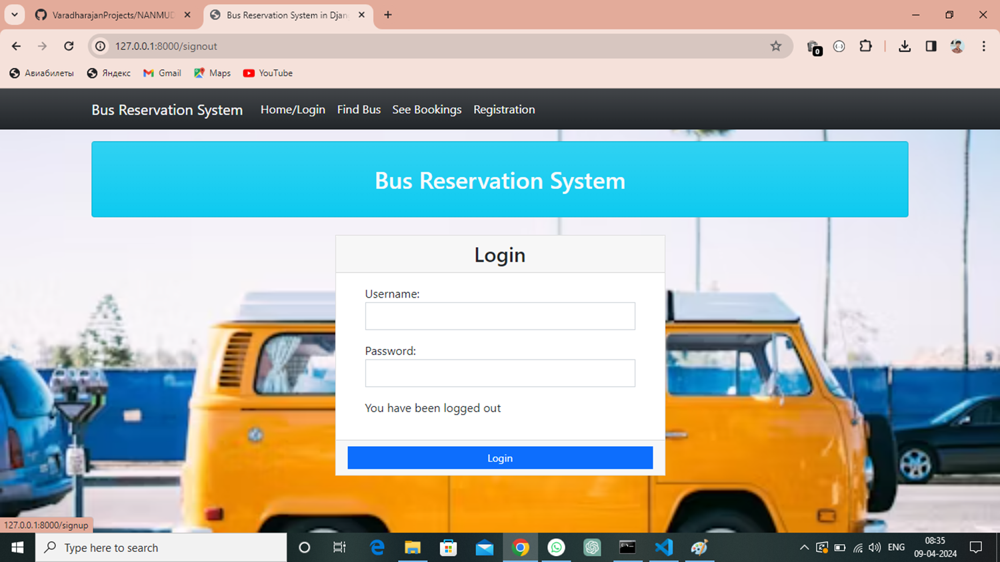 VaradharajanProjects/NANMUD
Bus Reservation System in Djan
127.0.0.1:8000/signout
0
Авиабилеты Яндекс Gmail Maps YouTube
Bus Reservation System Home/Login Find Bus See Bookings Registration
Bus Reservation System
Login
Username:
Password:
You have been logged out
Login
127.0.0.1:8000/signup
Type here to search
ENG
08:35
09-04-2024